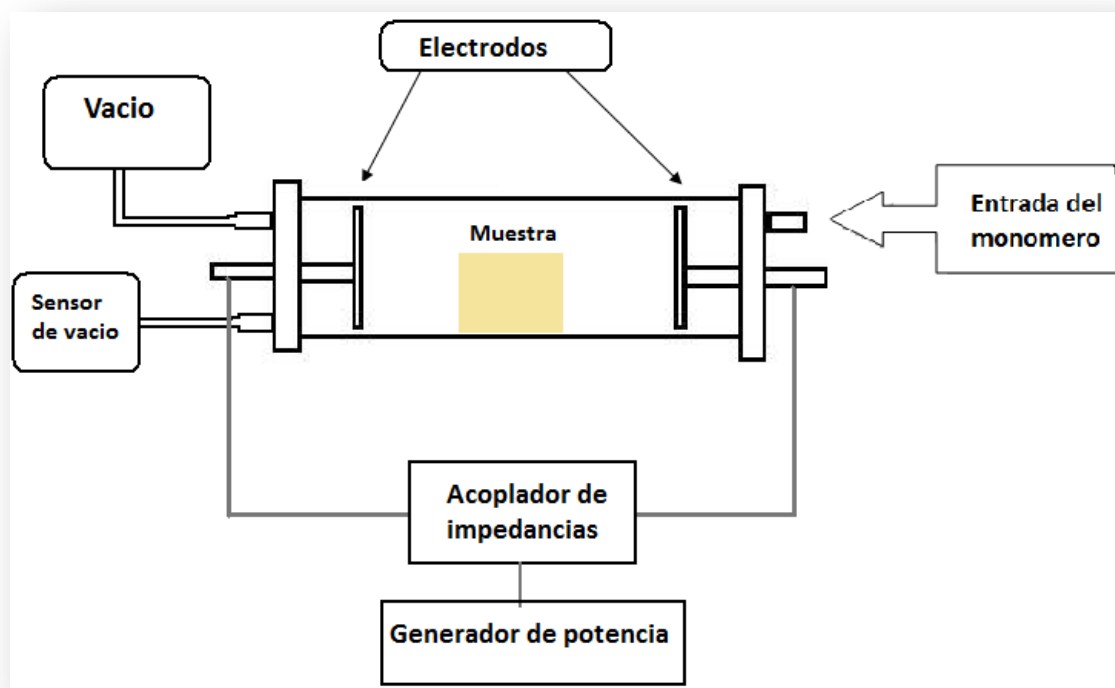 Electrodos
Vacio
Entrada del
monomero
Muestra
Sensor
de vacio
Acoplador de
impedancias
Generador de potencia